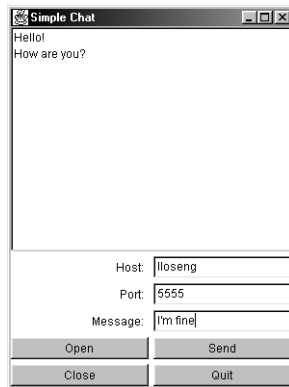 Simple Chat
Hello!
How are you?
Host: lloseng
Port: 5555
Message: I'm fine
Open Send
Close Quit